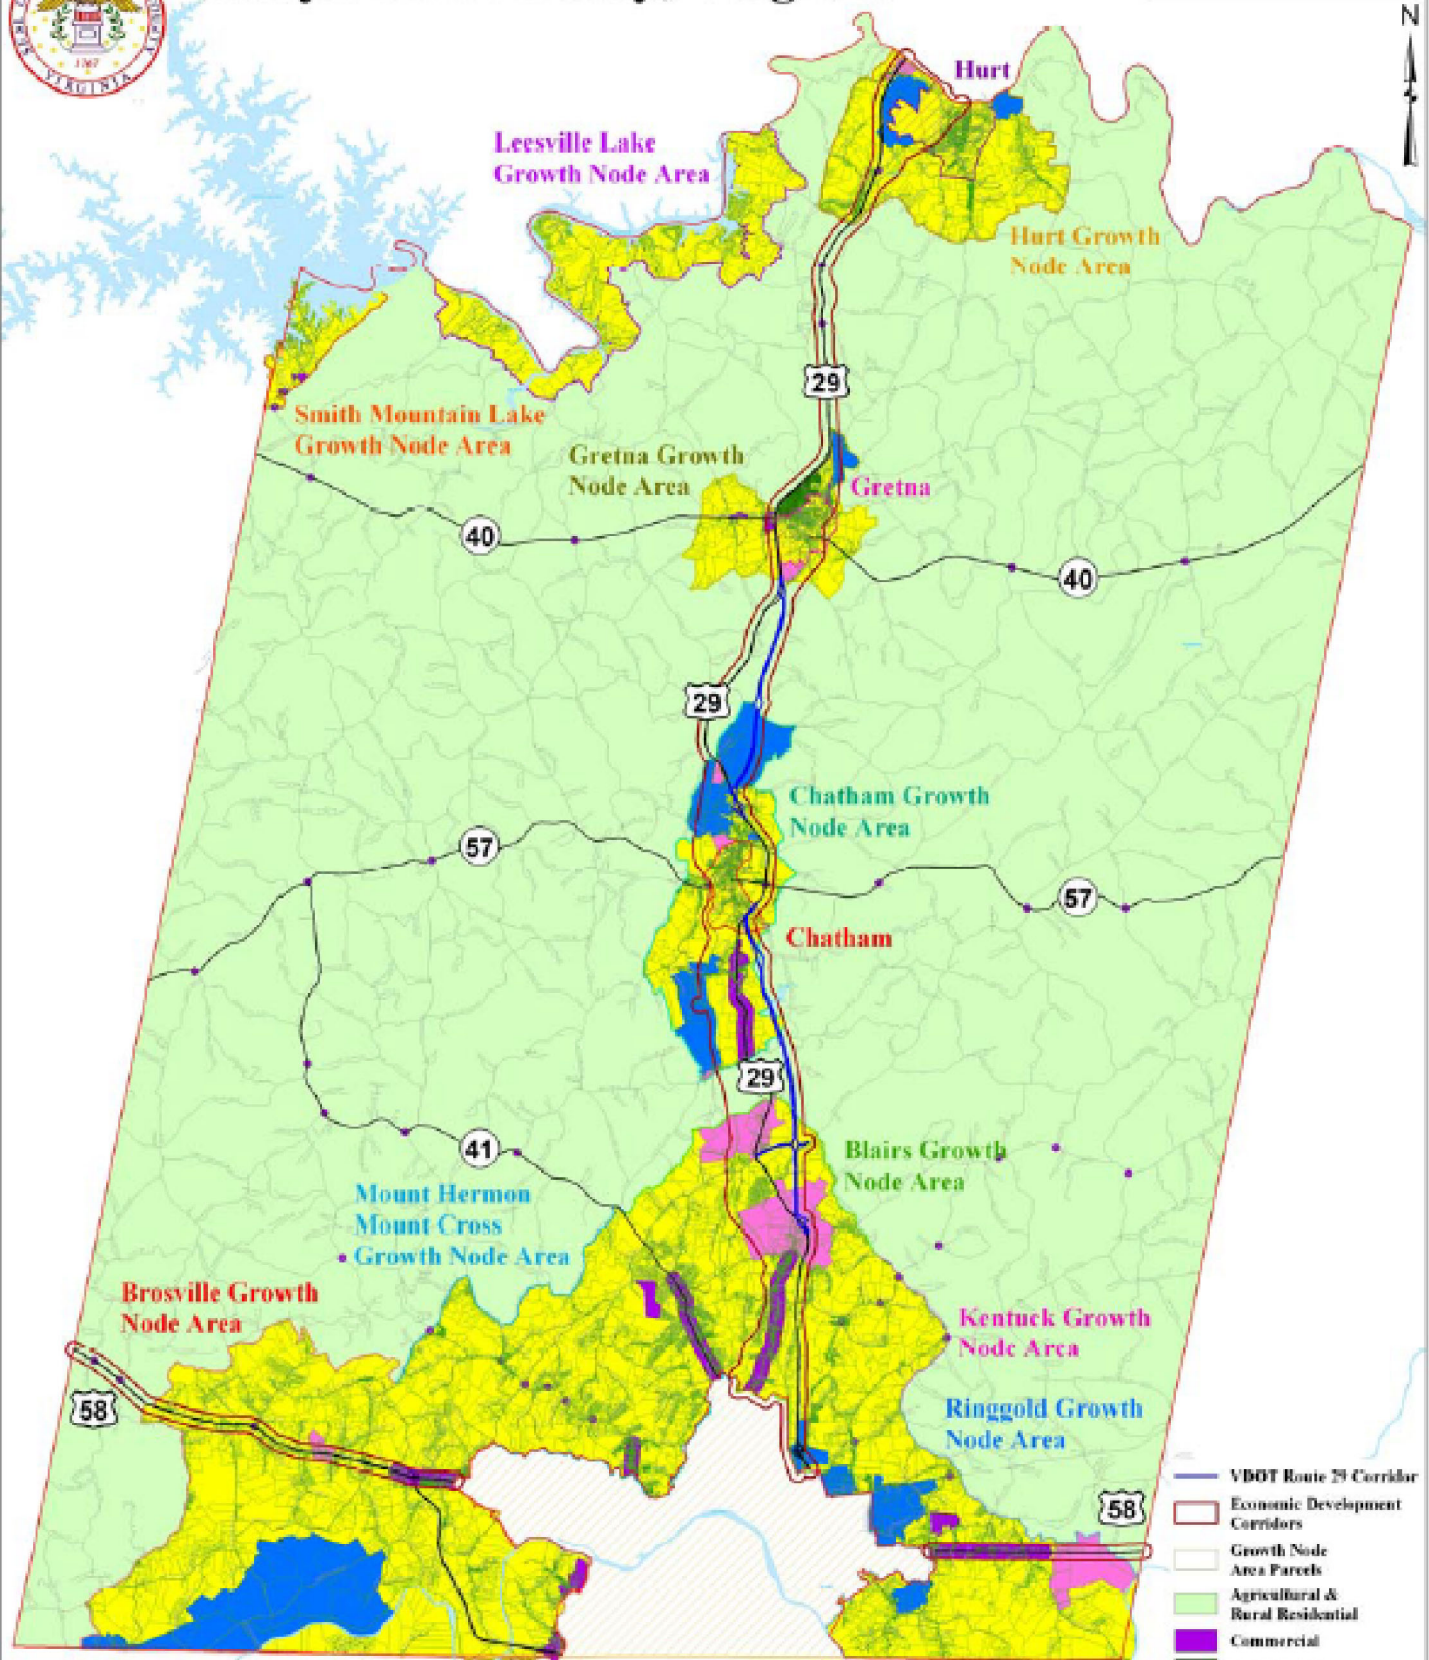 1767
VIRGINIA
N
Hurt
Leesville Lake
Growth Node Area
Hurt Growth
Node Area
29
Smith Mountain Lake
Growth Node Area
Gretna Growth
Node Area
Gretna
40
40
29
Chatham Growth
Node Area
57
57
Chatham
29
41
Blairs Growth
Node Area
Mount Hermon
Mount Cross
Growth Node Area
Brosville Growth
Node Area
Kentuck Growth
Node Area
58
Ringgold Growth
Node Area
58
VDOT Route 29 Corridor
Economic Development
Corridors
Growth Node
Area Parcels
Agricultural &
Rural Residential
Commercial